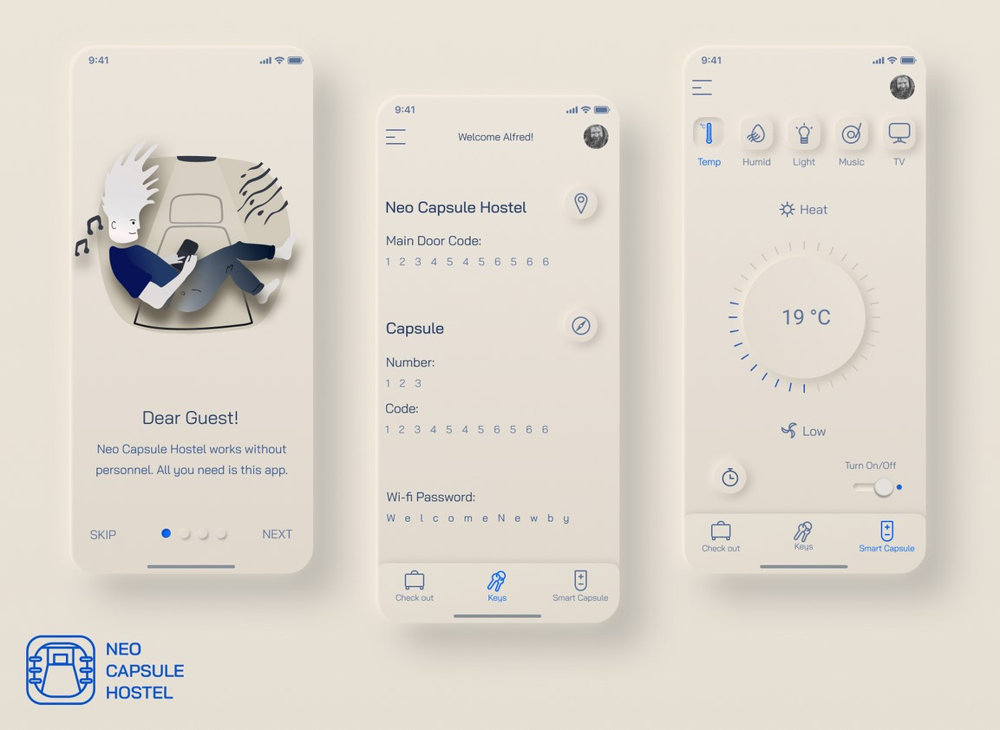 9:41
Dear Guest!
Neo Capsule Hostel works without
personnel. All you need is this app.
SKIP
NEXT
9:41
Welcome Alfred!
Neo Capsule Hostel
Main Door Code:
1 2 3 4 5 4 5 6 5 6 6
Capsule
Number:
1 2 3
Code:
1 2 3 4 5 4 5 6 5 6 6
Wi-fi Password:
W e l c o m e N e w b y
Check out
Keys
Smart Capsule
9:41
°C
Temp
Humid
Light
Music
TV
Heat
19 °C
Low
Turn On/Off
Check out
Keys
Smart Capsule
NEO
CAPSULE
HOSTEL